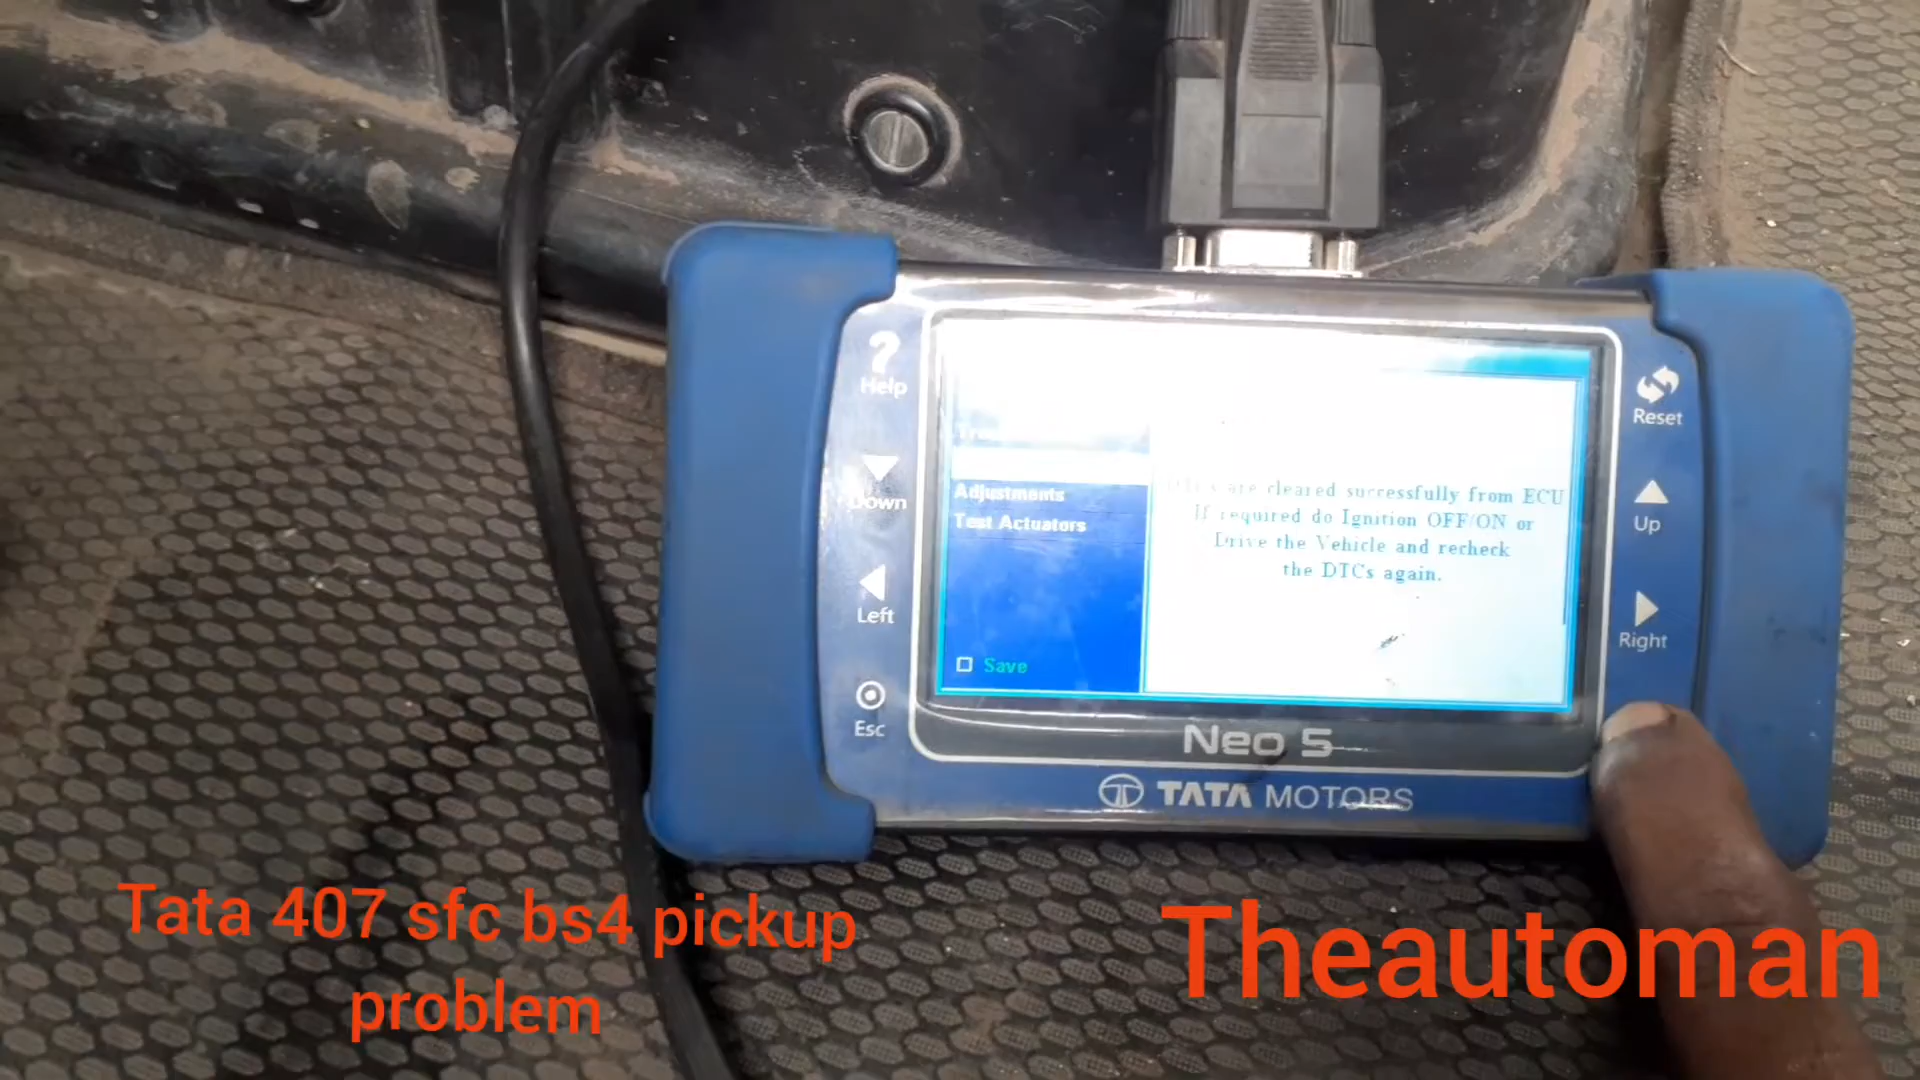 Help
Down
Left
Esc
Adjustments
Test Actuators
Save
are cleared successfully from ECU
If required do Ignition OFF/ON or
Drive the Vehicle and recheck
the DTCs again.
Reset
Up
Right
Neo 5
TATA MOTORS
Tata 407 sfc bs4 pickup
problem
Theautoman